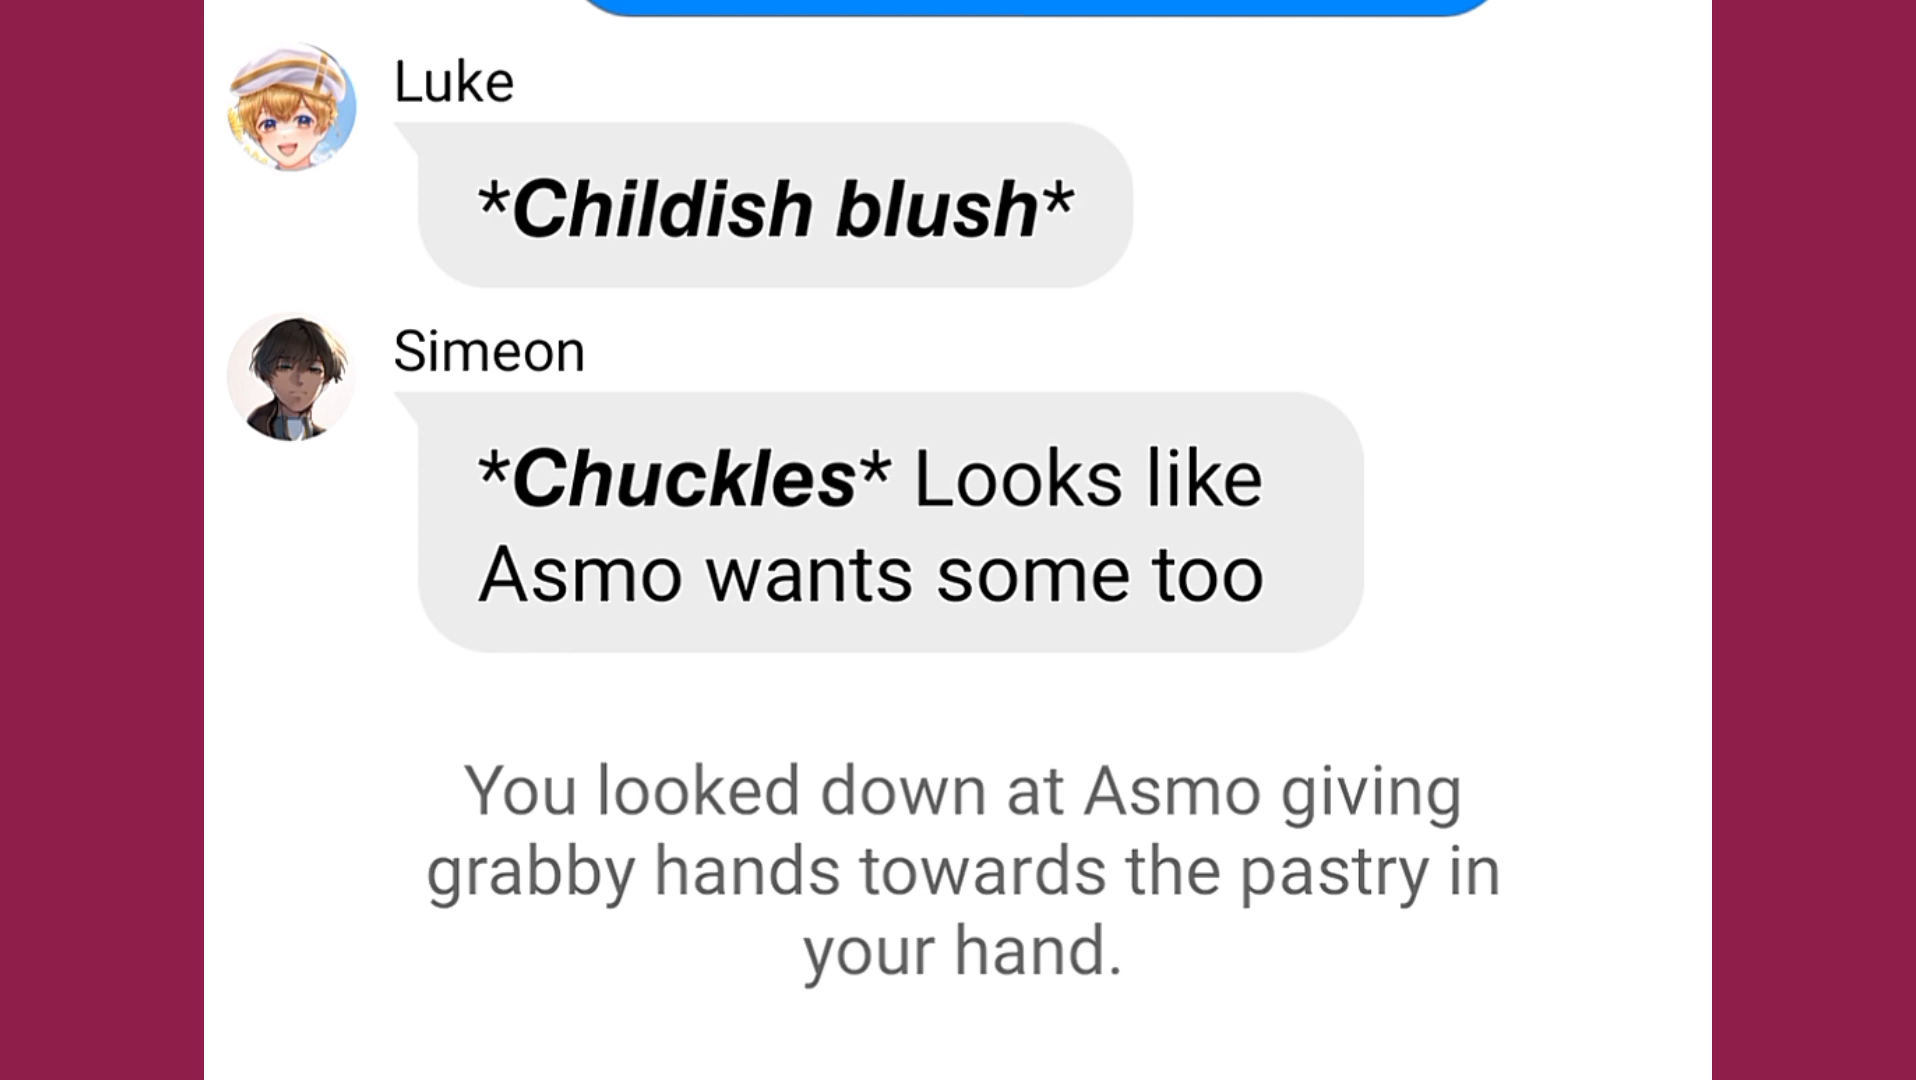 Luke
*Childish blush*
Simeon
*Chuckles* Looks like
Asmo wants some too
You looked down at Asmo giving
grabby hands towards the pastry in
your hand.